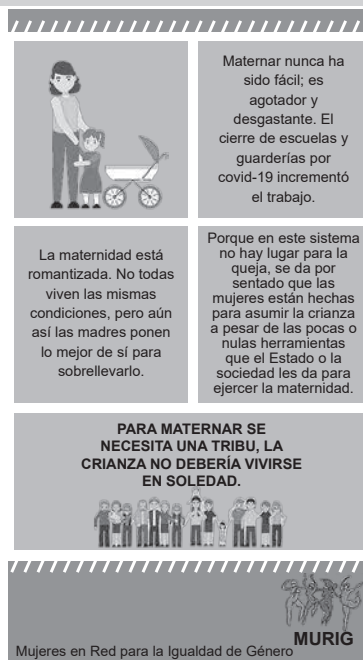 Maternar nunca ha
sido fácil; es
agotador y
desgastante. El
cierre de escuelas y
guarderías por
covid-19 incrementó
el trabajo.
La maternidad está
romantizada. No todas
viven las mismas
condiciones, pero aún
así las madres ponen
lo mejor de sí para
sobrellevarlo.
Porque en este sistema
no hay lugar para la
queja, se da por
sentado que las
mujeres están hechas
para asumir la crianza
a pesar de las pocas o
nulas herramientas
que el Estado o la
sociedad les da para
ejercer la maternidad.
PARA MATERNAR SE
NECESITA UNA TRIBU, LA
CRIANZA NO DEBERÍA VIVIRSE
EN SOLEDAD.
MURIG
Mujeres en Red para la Igualdad de Género